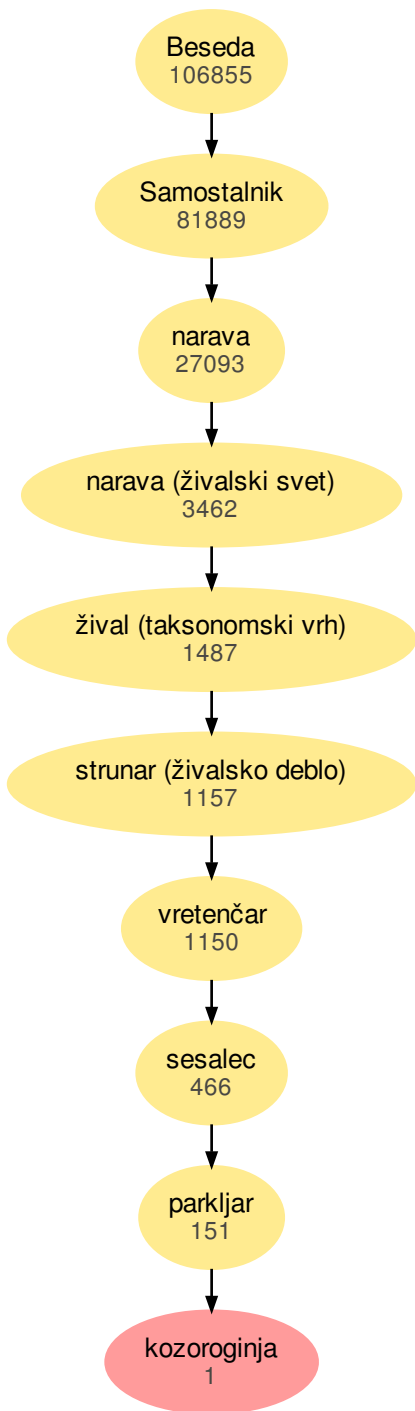 Beseda
106855
Samostalnik
81889
narava
27093
narava (živalski svet)
3462
žival (taksonomski vrh)
1487
strunar (živalsko deblo)
1157
vretenčar
1150
sesalec
466
parkljar
151
kozoroginja
1